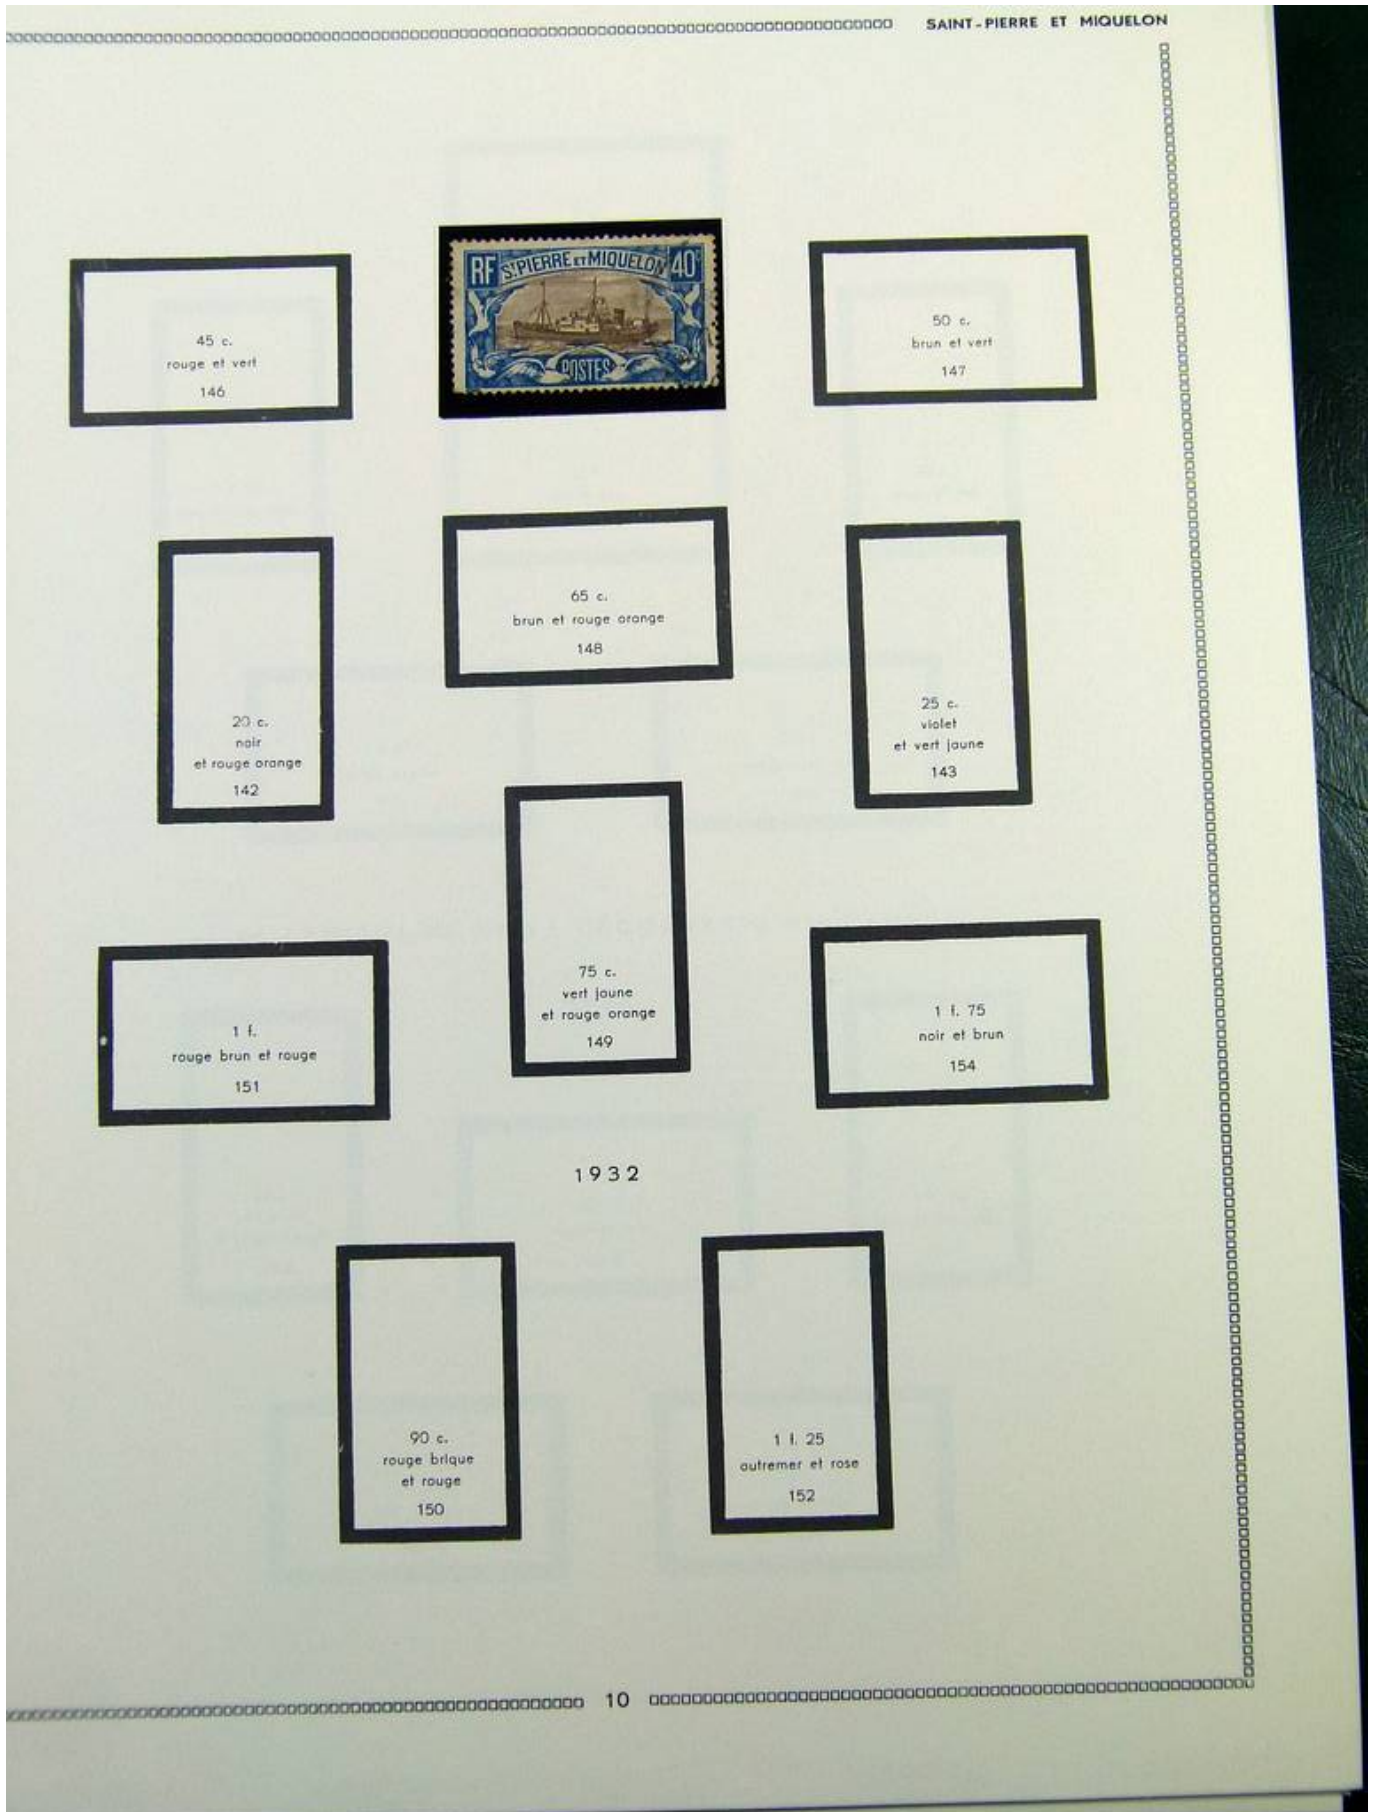 SAINT-PIERRE ET MIQUELON
45 c.
rouge et vert
146
RF ST PIERRE ET MIQUELON 40c
POSTES
50 c.
brun et vert
147
20 c.
noir
et rouge orange
142
65 c.
brun et rouge orange
148
25 c.
violet
et vert jaune
143
1 f.
rouge brun et rouge
151
75 c.
vert jaune
et rouge orange
149
1 f. 75
noir et brun
154
1932
90 c.
rouge brique
et rouge
150
1 f. 25
outremer et rose
152
10